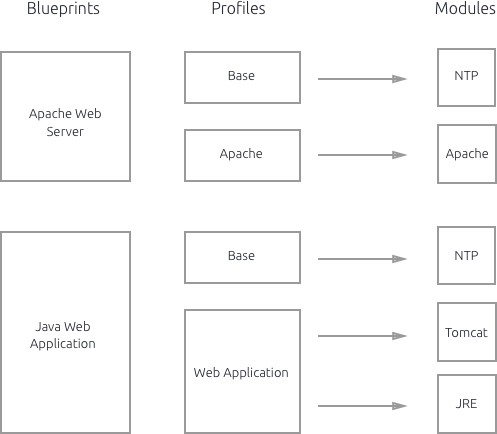 Blueprints
Profiles
Modules
Apache Web
Server
Base
NTP
Apache
Apache
Java Web
Application
Base
NTP
Web Application
Tomcat
JRE